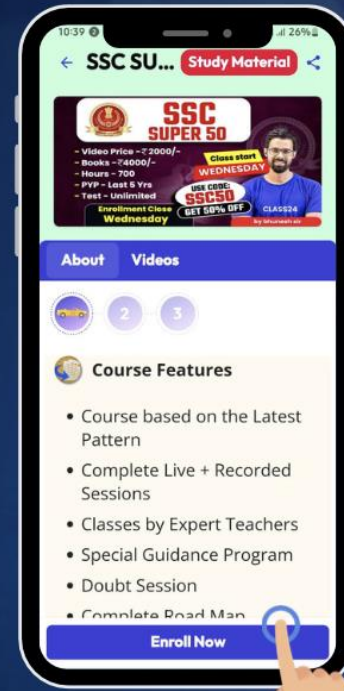 10:39
26%
SSC SU... Study Material
SSC
SUPER 50
- Video Price -₹2000/-
- Books -₹4000/-
- Hours - 700
- PYP - Last 5 Yrs
- Test - Unlimited
Enrollment Close
Wednesday
Class start
WEDNESDAY
USE CODE:
SSC50
GET 50% OFF
CLASS24
About Videos
2 3
Course Features
• Course based on the Latest
Pattern
• Complete Live + Recorded
Sessions
• Classes by Expert Teachers
• Special Guidance Program
• Doubt Session
• Complete Road Map
Enroll Now